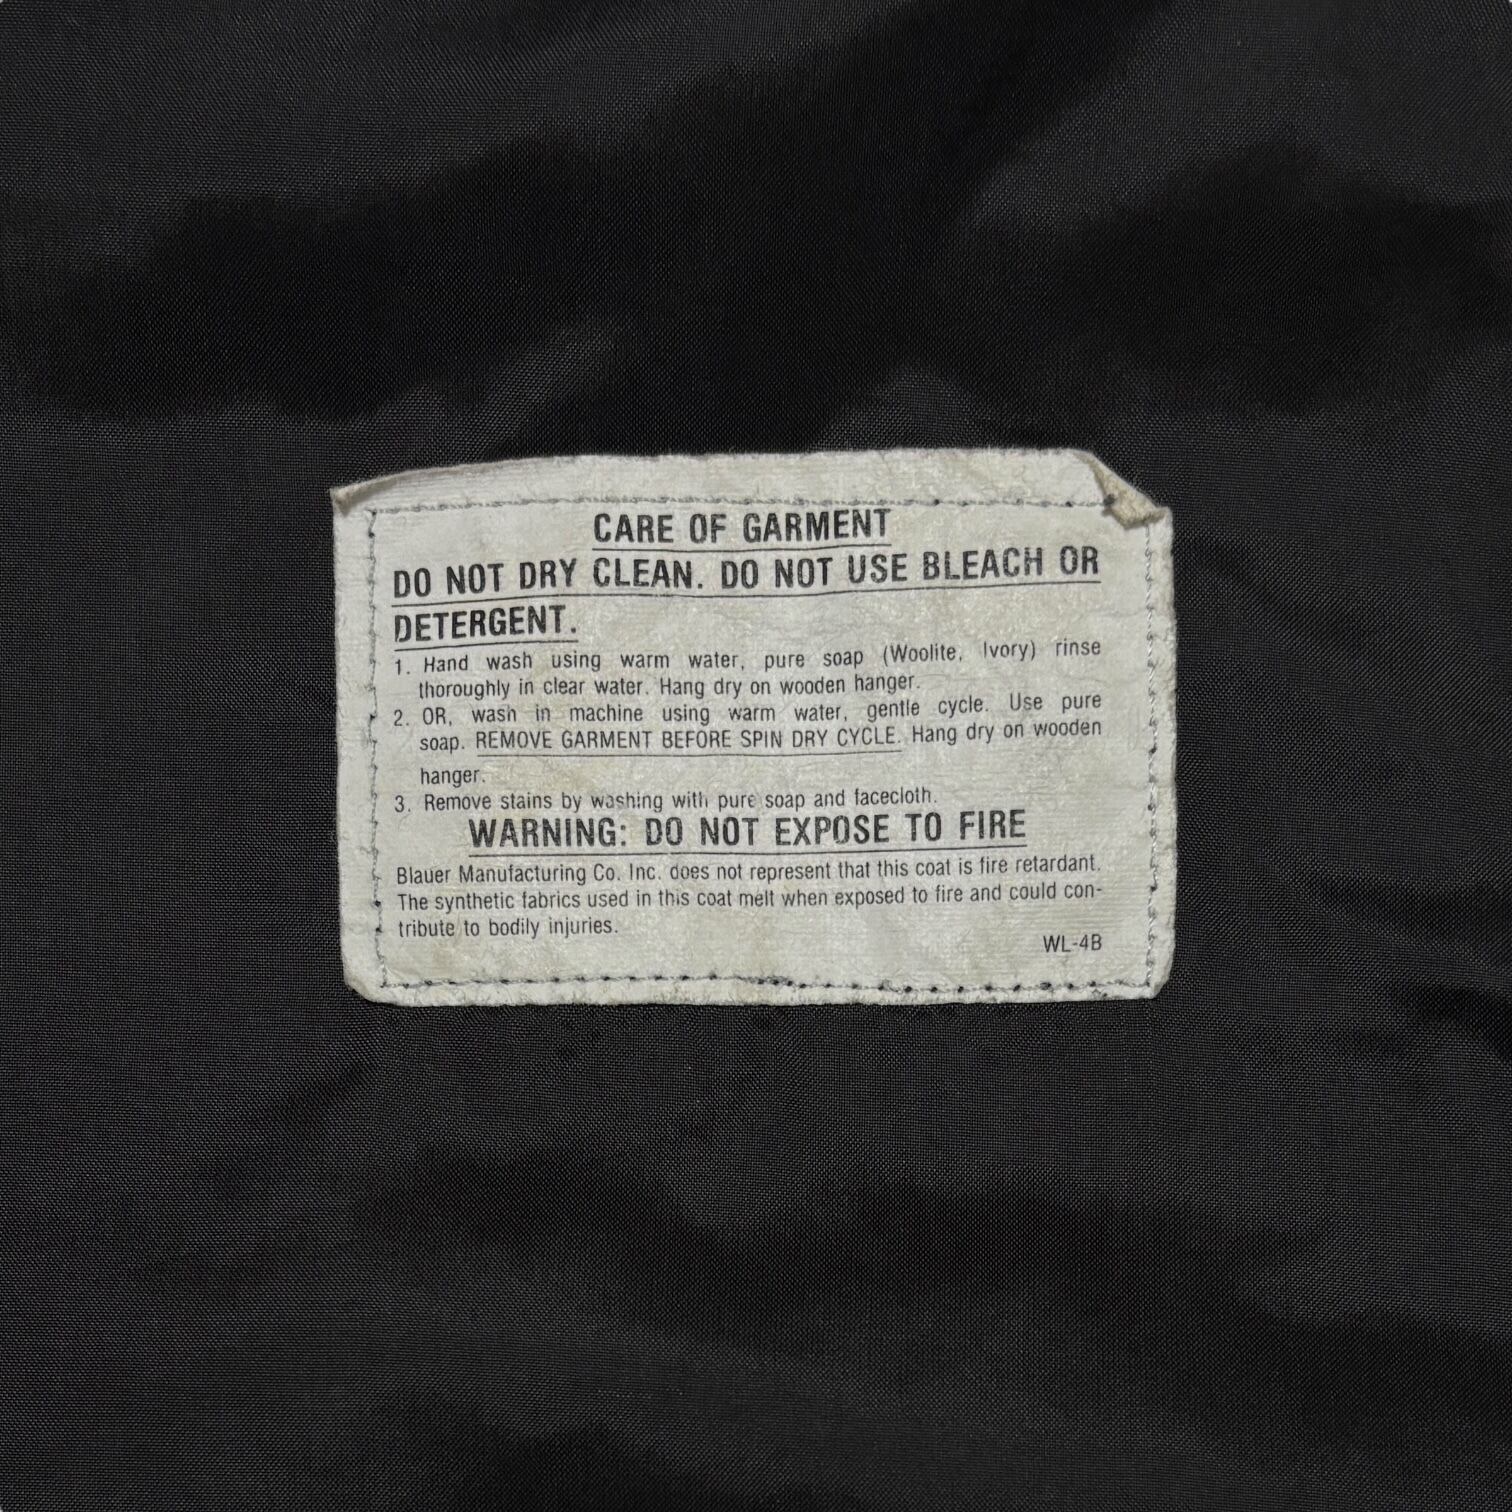 CARE OF GARMENT
DO NOT DRY CLEAN. DO NOT USE BLEACH OR
DETERGENT.
1. Hand wash using warm water, pure soap (Woolite, Ivory) rinse
thoroughly in clear water. Hang dry on wooden hanger.
2. OR, wash in machine using warm water, gentle cycle. Use pure
soap. REMOVE GARMENT BEFORE SPIN DRY CYCLE. Hang dry on wooden
hanger.
3. Remove stains by washing with pure soap and facecloth.
WARNING: DO NOT EXPOSE TO FIRE
Blauer Manufacturing Co. Inc. does not represent that this coat is fire retardant.
The synthetic fabrics used in this coat melt when exposed to fire and could con-
tribute to bodily injuries.
WL-4B